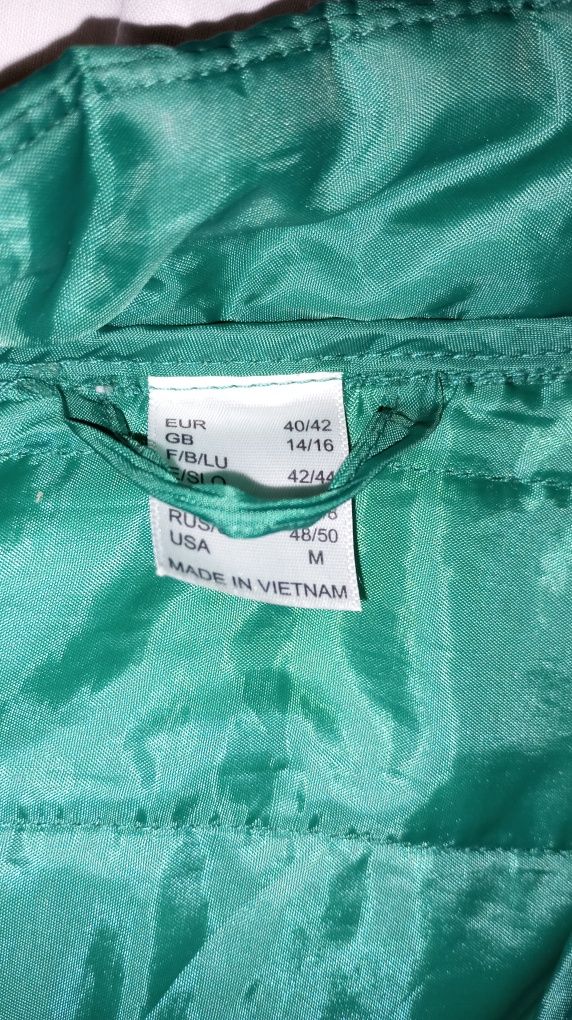 EUR 40/42
GB 14/16
F/B/LU
42/44
RUS/ 48/50
USA M
MADE IN VIETNAM